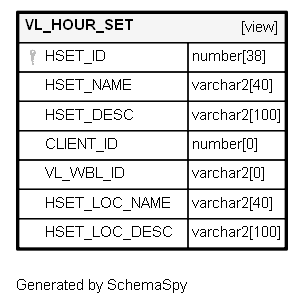 VL_HOUR_SET [view]
HSET_ID number[38]
HSET_NAME varchar2[40]
HSET_DESC varchar2[100]
CLIENT_ID number[0]
VL_WBL_ID varchar2[0]
HSET_LOC_NAME varchar2[40]
HSET_LOC_DESC varchar2[100]
Generated by SchemaSpy